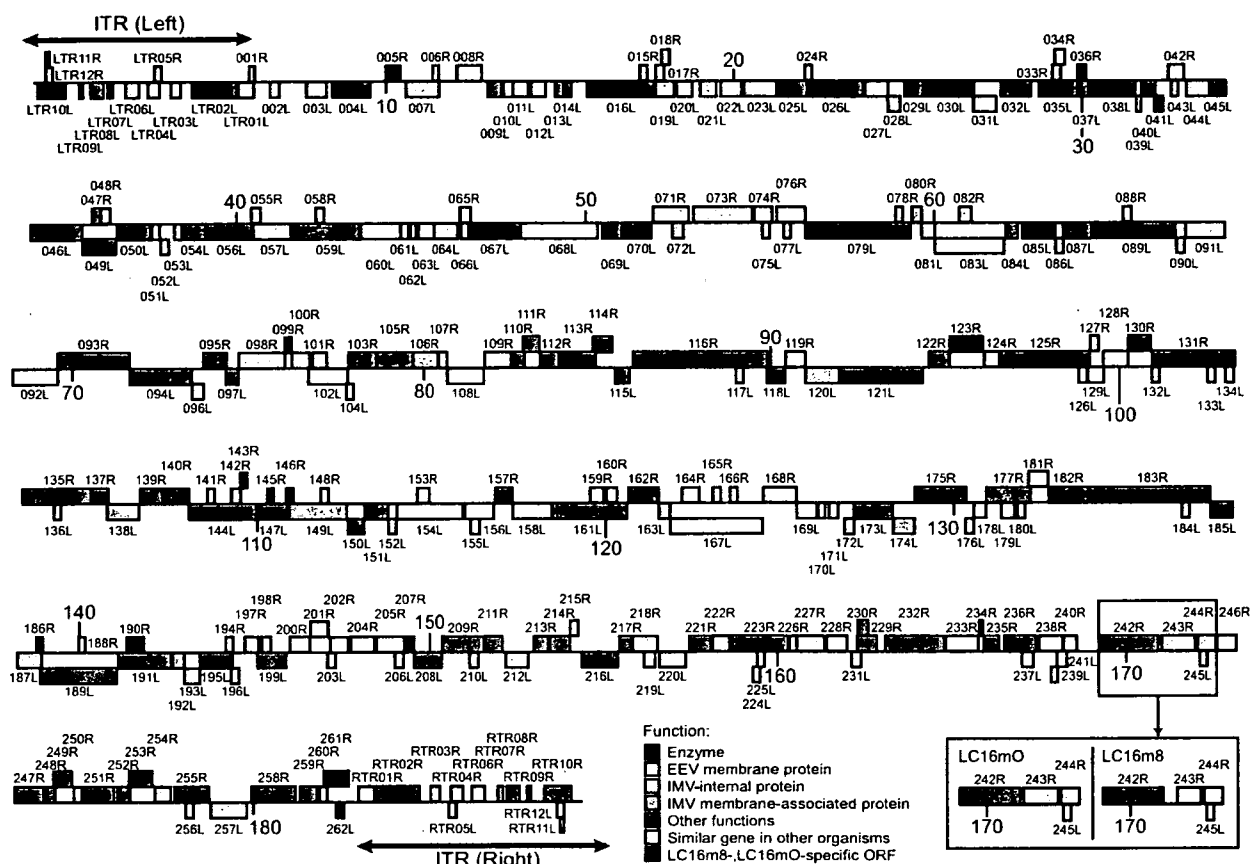 ITR (Left)
LTR11R LTR05R 001R 005R 006R 008R 015R 018R 20 024R 034R 036R 042R
LTR12R 017R 033R
LTR10L LTR06L LTR02L 002L 003L 004L 10 007L 011L 014L 016L 020L 022L 023L 025L 026L 029L 030L 032L 035L 038L 043L 045L
LTR07L LTR03L LTR01L 010L 013L 019L 021L 028L 031L 037L 041L 044L
LTR08L LTR04L 009L 012L 027L 30 040L
LTR09L 039L
048R 076R 080R
047R 40 055R 058R 065R 50 071R 073R 074R 078R 60 082R 088R
046L 050L 054L 056L 057L 059L 061L 064L 067L 068L 070L 072L 077L 079L 085L 087L 089L 091L
049L 053L 060L 063L 066L 069L 075L 081L 083L 084L 086L 090L
052L 062L
051L
100R 111R 114R 128R
099R 105R 107R 110R 113R 90 127R
093R 095R 098R 101R 103R 106R 109R 112R 116R 119R 122R 123R 124R 125R 130R 131R
092L 70 094L 097L 102L 80 108L 115L 117L 118L 120L 121L 129L 100 132L 134L
096L 104L 126L 133L
143R 160R 165R 181R
140R 142R 146R
135R 137R 139R 141R 145R 148R 153R 157R 159R 162R 164R 166R 168R 175R 177R 182R 183R
136L 138L 144L 147L 149L 152L 154L 156L 158L 161L 163L 167L 169L 172L 173L 130 178L 180L 184L 185L
110 150L 151L 155L 120 171L 174L 176L 179L
170L
198R 202R 207R 215R
140 197R 201R 205R 150 211R 214R 218R 230R 234R 240R
186R 188R 190R 194R 200R 204R 209R 213R 217R 221R 222R 223R 226R 227R 228R 229R 232R 233R 235R 236R 238R 242R 243R 244R 246R
187L 189L 191L 193L 195L 199L 203L 206L 208L 210L 212L 216L 220L 225L 160 231L 237L 241L 170 245L
192L 196L 219L 224L 239L
250R 254R 261R RTR03R RTR08R
249R 253R 260R RTR02R RTR06R RTR07R RTR10R
247R 248R 251R 252R 255R 258R 259R RTR01R RTR04R RTR09R
256L 257L 180 262L RTR05L RTR12L
RTR11L
ITR (Right)
Function:
Enzyme
EEV membrane protein
IMV-internal protein
IMV membrane-associated protein
Other functions
Similar gene in other organisms
LC16m8-,LC16mO-specific ORF
LC16mO LC16m8
244R 244R
242R 243R 242R 243R
170 245L 170 245L